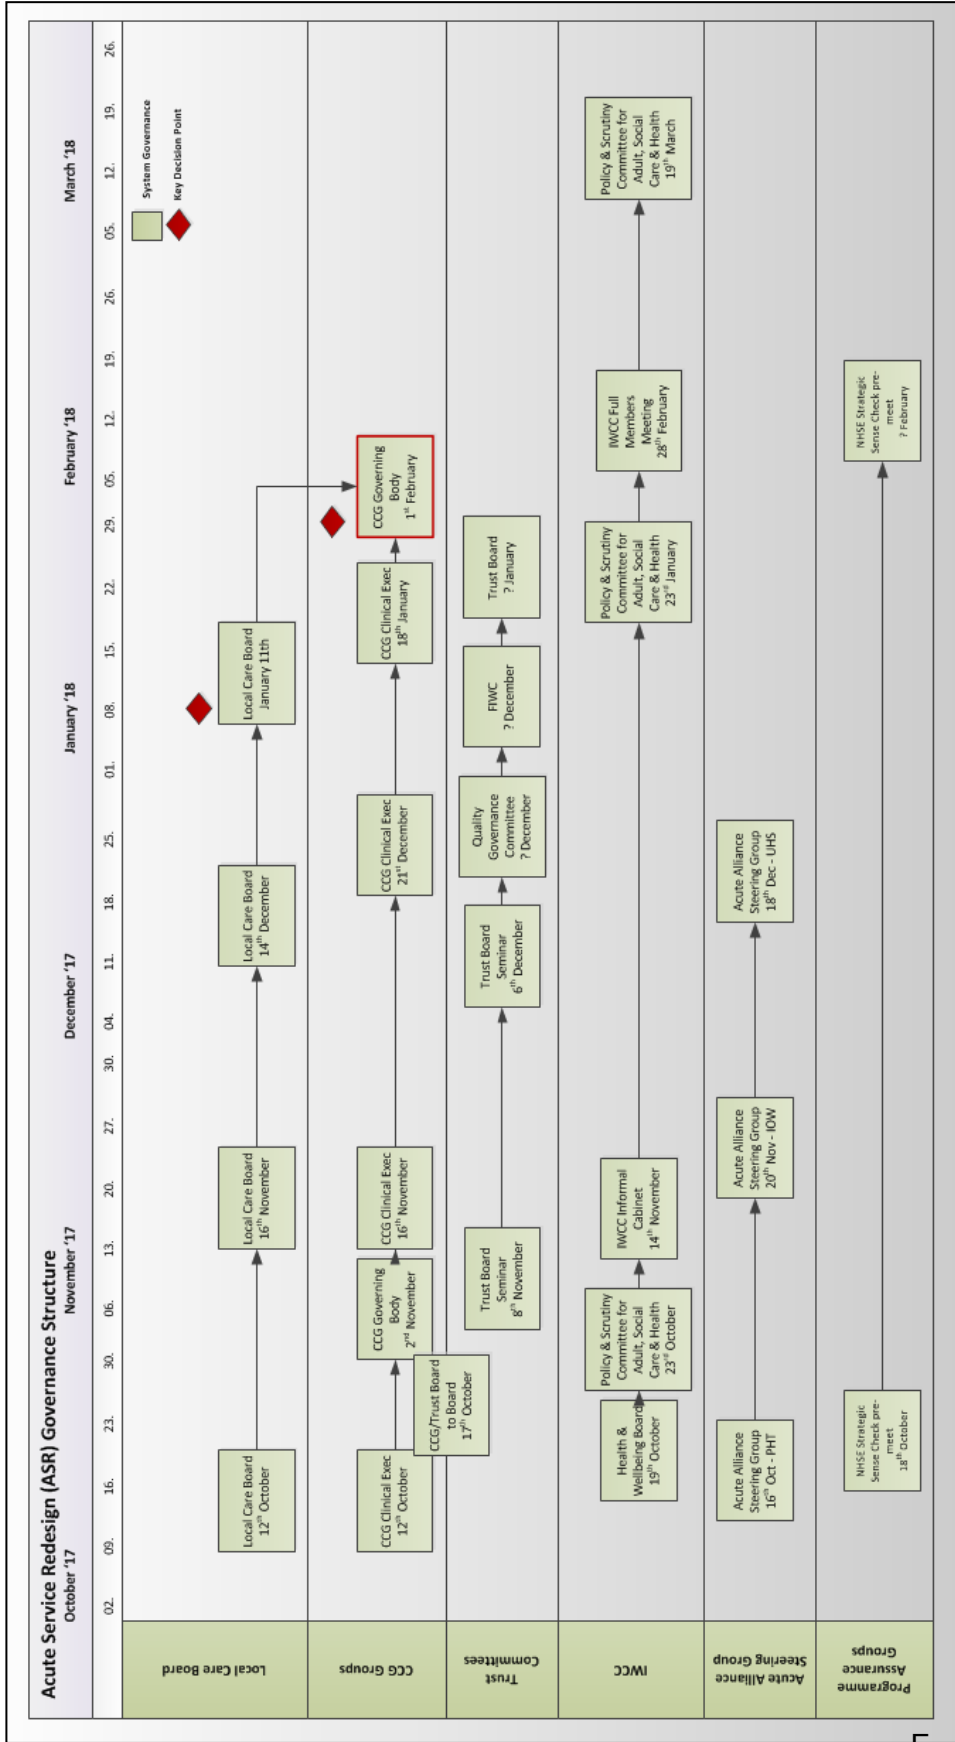 Acute Service Redesign (ASR) Governance Structure
October ‘17
November ‘17
December ‘17
January ‘18
February ‘18
March ‘18
02.
09.
16.
23.
30.
06.
13.
20.
27.
30.
04.
11.
18.
25.
01.
08.
15.
22.
29.
05.
12.
19.
26.
05.
12.
19.
26.
System Governance
Key Decision Point
Local Care Board
Local Care Board
12th October
Local Care Board
16th November
Local Care Board
14th December
Local Care Board
January 11th
CCG Groups
CCG Clinical Exec
12th October
CCG/Trust Board
to Board
17th October
CCG Governing
Body
2nd November
CCG Clinical Exec
16th November
CCG Clinical Exec
21st December
CCG Clinical Exec
18th January
CCG Governing
Body
1st February
Trust
Committees
Trust Board
Seminar
8th November
Trust Board
Seminar
6th December
Quality
Governance
Committee
? December
FIWC
? December
Trust Board
? January
IWCC
Health &
Wellbeing Board
19th October
Policy & Scrutiny
Committee for
Adult, Social
Care & Health
23rd October
IWCC Informal
Cabinet
14th November
Policy & Scrutiny
Committee for
Adult, Social
Care & Health
23rd January
IWCC Full
Members
Meeting
28th February
Policy & Scrutiny
Committee for
Adult, Social
Care & Health
19th March
Acute Alliance
Steering Group
Acute Alliance
Steering Group
16th Oct - PHT
Acute Alliance
Steering Group
20th Nov - IOW
Acute Alliance
Steering Group
18th Dec - UHS
Programme
Assurance
Groups
NHSE Strategic
Sense Check pre-
meet
18th October
NHSE Strategic
Sense Check pre-
meet
? February